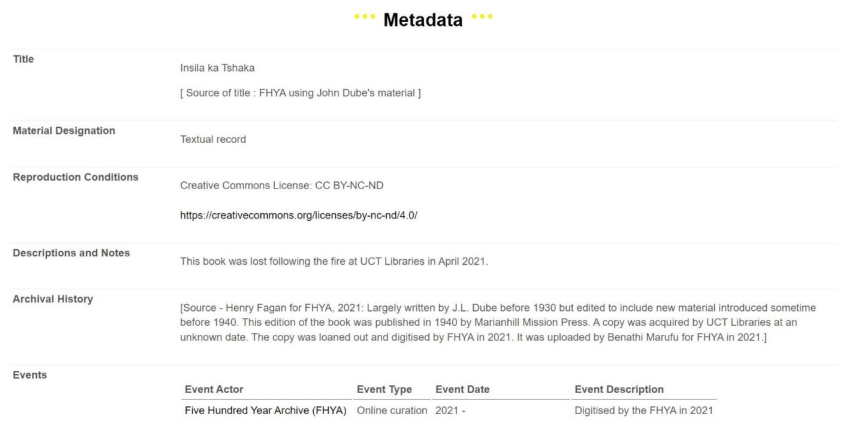 Metadata
Title
Insila ka Tshaka
[ Source of title : FHYA using John Dube's material ]
Material Designation
Textual record
Reproduction Conditions
Creative Commons License: CC BY-NC-ND
https://creativecommons.org/licenses/by-nc-nd/4.0/
Descriptions and Notes
This book was lost following the fire at UCT Libraries in April 2021.
Archival History
[Source - Henry Fagan for FHYA, 2021: Largely written by J.L. Dube before 1930 but edited to include new material introduced sometime
before 1940. This edition of the book was published in 1940 by Marianhill Mission Press. A copy was acquired by UCT Libraries at an
unknown date. The copy was loaned out and digitised by FHYA in 2021. It was uploaded by Benathi Marufu for FHYA in 2021.]
Events
Event Actor Event Type Event Date Event Description
Five Hundred Year Archive (FHYA) Online curation 2021 - Digitised by the FHYA in 2021